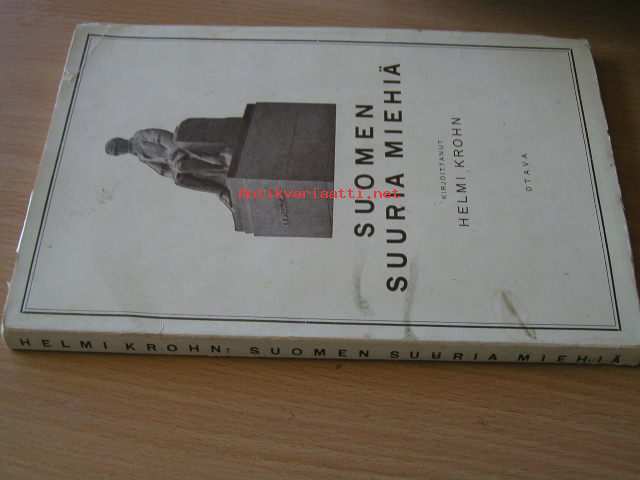 SUOMEN
SUURIA MIEHIÄ
KIRJOITTANUT
HELMI KROHN
OTAVA
HELMI KROHN: SUOMEN SUURIA MIEHIÄ
Antikvariaatti.net